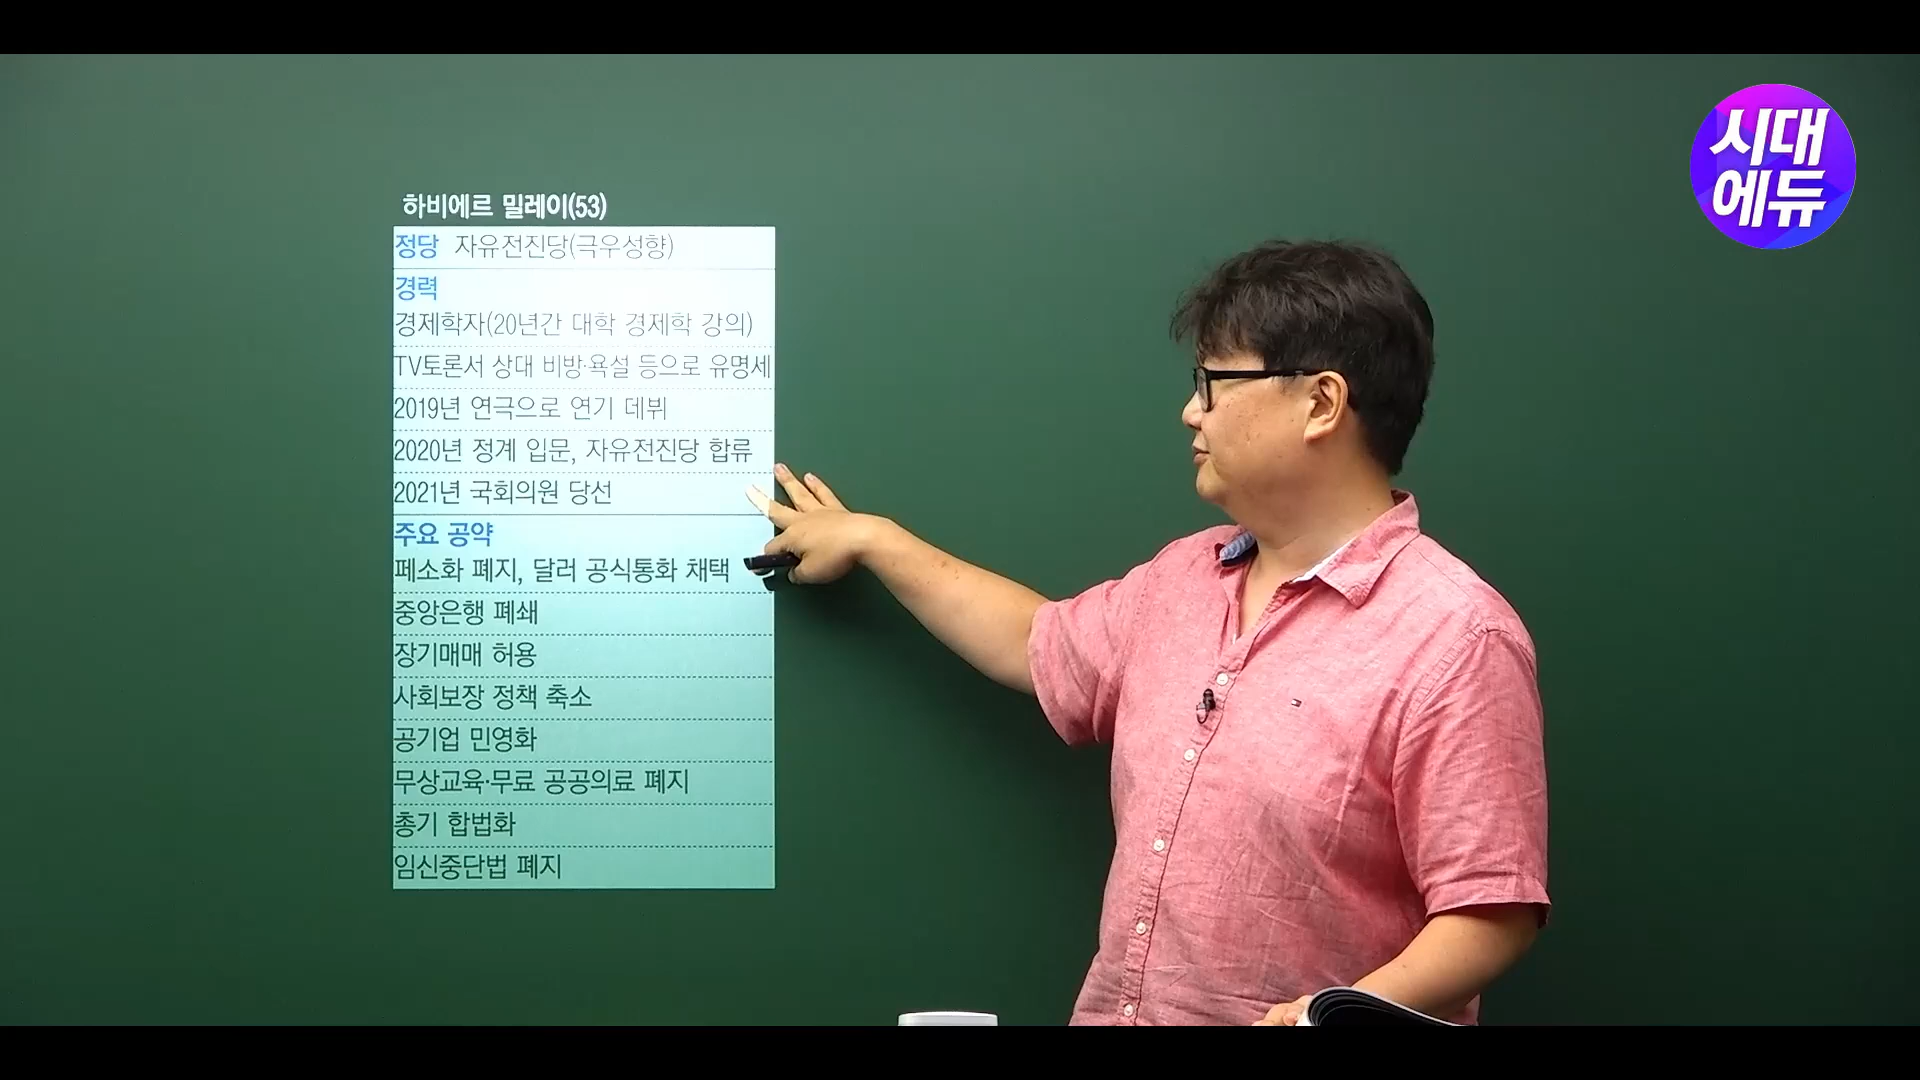 시대
에듀
하비에르 밀레이(53)
정당 자유전진당(극우성향)
경력
경제학자(20년간 대학 경제학 강의)
TV토론서 상대 비방·욕설 등으로 유명세
2019년 연극으로 연기 데뷔
2020년 정계 입문, 자유전진당 합류
2021년 국회의원 당선
주요 공약
페소화 폐지, 달러 공식통화 채택
중앙은행 폐쇄
장기매매 허용
사회보장 정책 축소
공기업 민영화
무상교육·무료 공공의료 폐지
총기 합법화
임신중단법 폐지